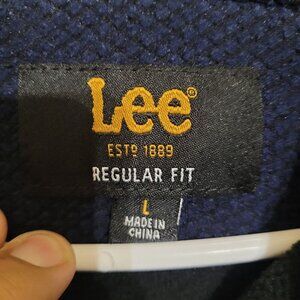 Lee®
ESTD 1889
REGULAR FIT
L
MADE IN
CHINA